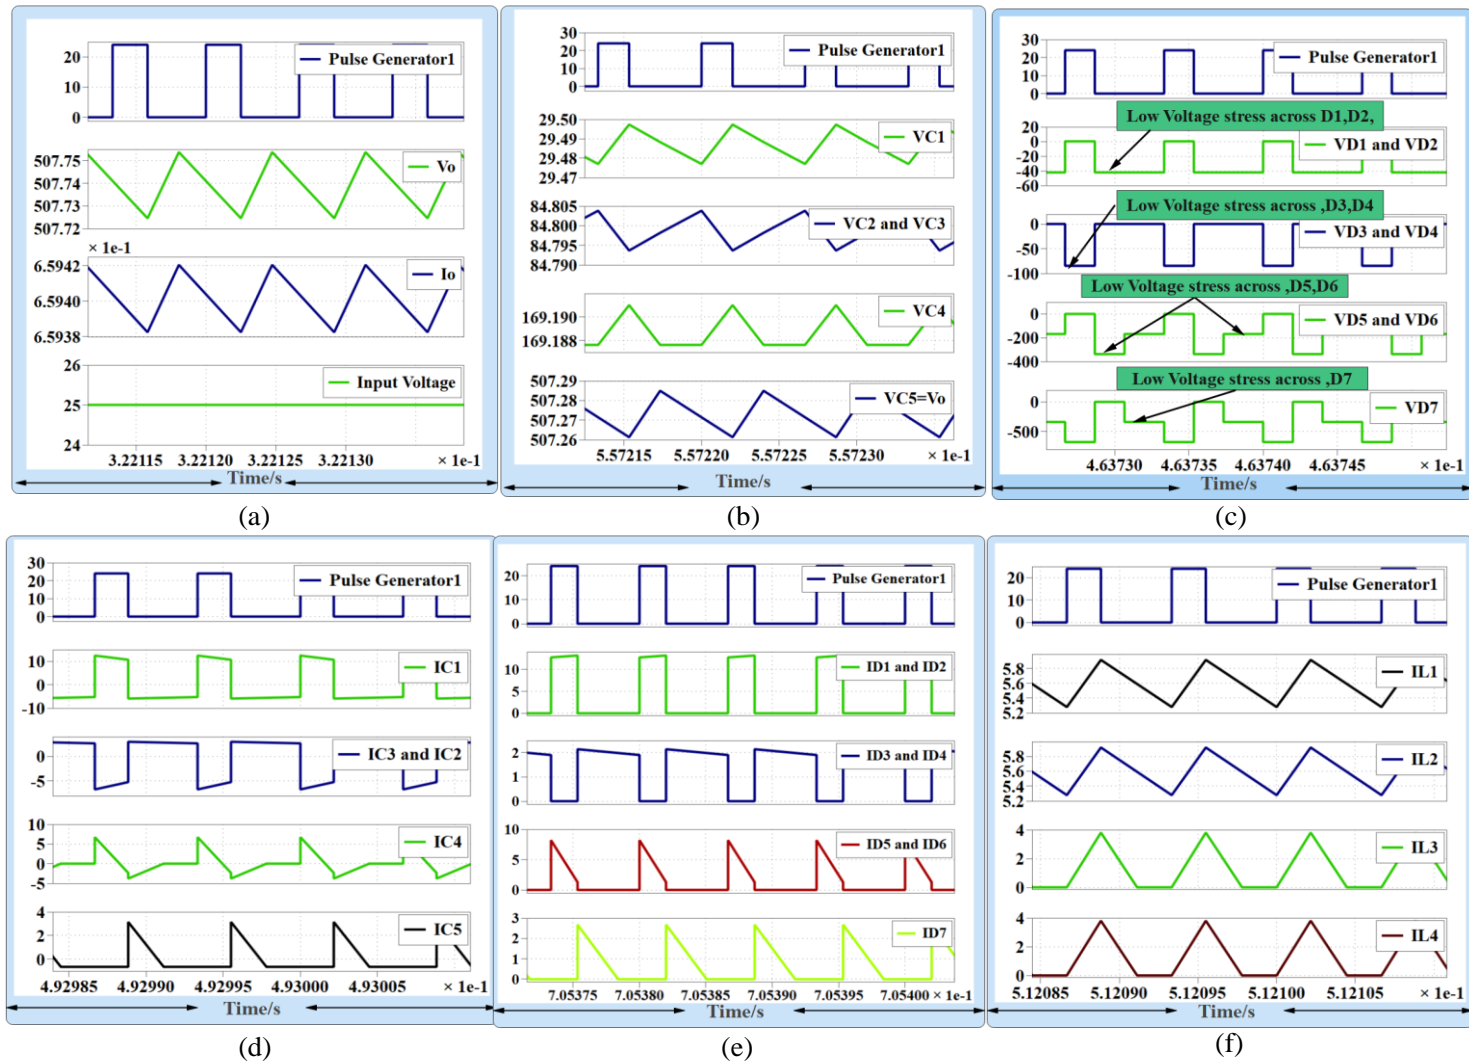 20
10
0
Pulse Generator1
507.75
507.74
507.73
507.72
Vo
× 1e-1
6.5942
6.5940
6.5938
Io
26
25
24
Input Voltage
3.22115 3.22120 3.22125 3.22130 × 1e-1
Time/s
(a)
30
20
10
0
Pulse Generator1
29.50
29.49
29.48
29.47
VC1
84.805
84.800
84.795
84.790
VC2 and VC3
169.190
169.188
VC4
507.29
507.28
507.27
507.26
VC5=Vo
5.57215 5.57220 5.57225 5.57230 × 1e-1
Time/s
(b)
30
20
10
0
Pulse Generator1
Low Voltage stress across D1,D2,
20
0
-20
-40
-60
VD1 and VD2
Low Voltage stress across ,D3,D4
0
-50
-100
VD3 and VD4
Low Voltage stress across ,D5,D6
0
-200
-400
VD5 and VD6
Low Voltage stress across ,D7
0
-500
VD7
4.63730 4.63735 4.63740 4.63745 × 1e-1
Time/s
(c)
30
20
10
0
Pulse Generator1
10
0
-10
IC1
0
-5
IC3 and IC2
10
5
0
-5
IC4
4
2
0
IC5
4.92985 4.92990 4.92995 4.93000 4.93005 × 1e-1
Time/s
(d)
20
10
0
Pulse Generator1
10
5
0
ID1 and ID2
2
1
0
ID3 and ID4
10
5
0
ID5 and ID6
3
2
1
0
ID7
7.05375 7.05380 7.05385 7.05390 7.05395 7.05400 × 1e-1
Time/s
(e)
20
10
0
Pulse Generator1
5.8
5.6
5.4
5.2
IL1
5.8
5.6
5.4
5.2
IL2
4
2
0
IL3
4
2
0
IL4
5.12085 5.12090 5.12095 5.12100 5.12105 × 1e-1
Time/s
(f)